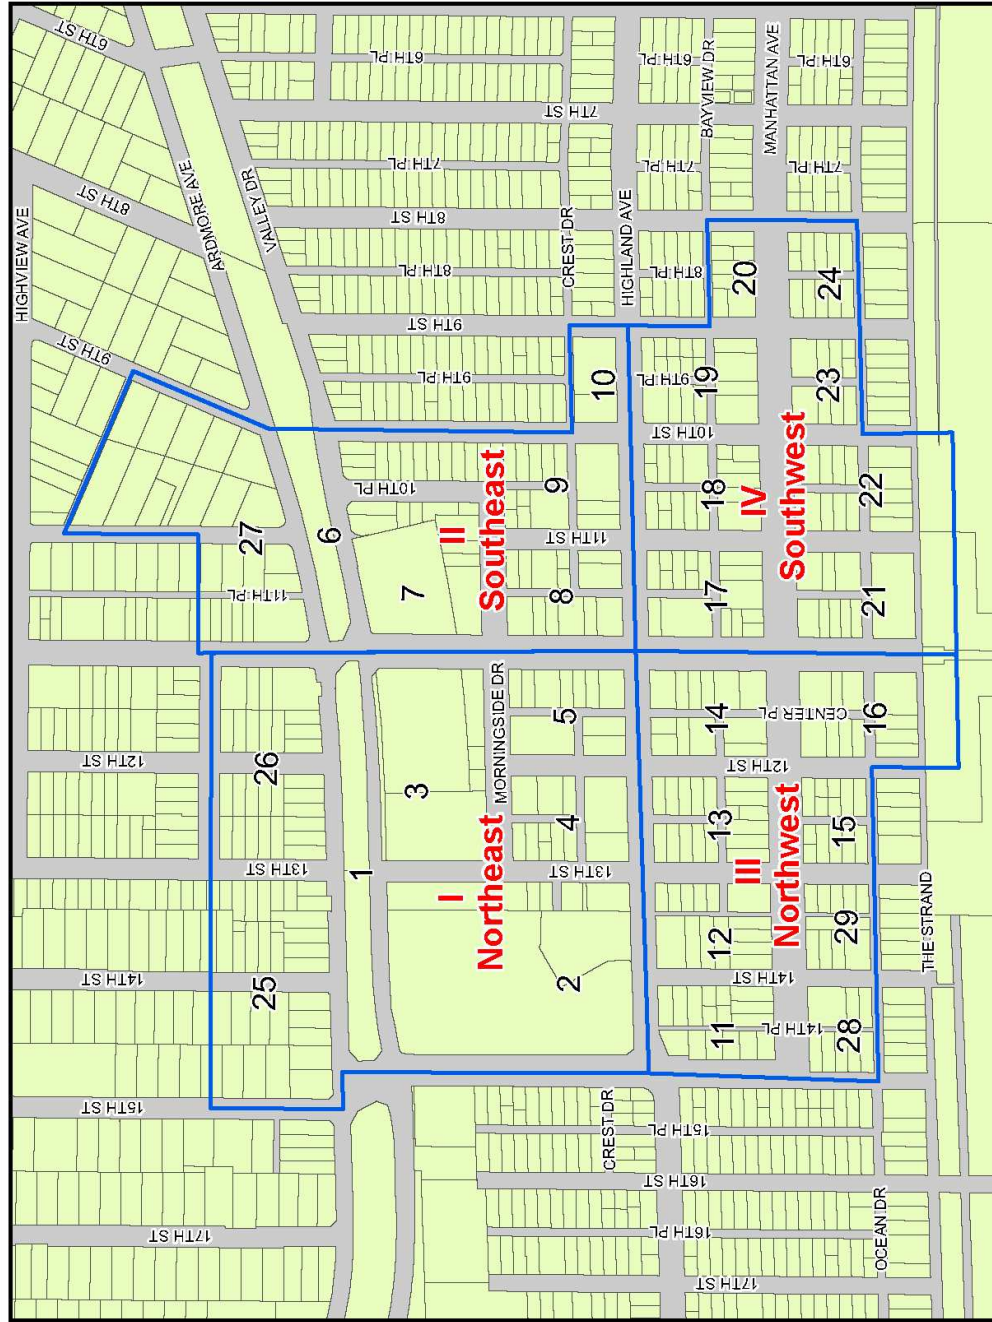 6TH ST
8TH ST
HIGHVIEW AVE
9TH ST
ARDMORE AVE
VALLEY DR
6TH PL
7TH ST
7TH PL
8TH ST
8TH PL
9TH ST
9TH PL
CREST DR
HIGHLAND AVE
6TH PL
BAYVIEW DR
MANHATTAN AVE
6TH PL
7TH PL
7TH PL
8TH PL
20
24
10
9TH PL
19
23
10TH ST
10TH PL
27
11TH PL
6
7
II
Southeast
9
11TH ST
8
18
IV
Southwest
22
17
21
12TH ST
26
13TH ST
14TH ST
25
15TH ST
17TH ST
3
1
MORNINGSIDE DR
I
Northeast
5
4
13TH ST
2
14
CENTER PL
16
12TH ST
13
15
III
Northwest
12
29
14TH ST
11
14TH PL
28
THE STRAND
CREST DR
15TH PL
16TH ST
16TH PL
17TH ST
OCEAN DR